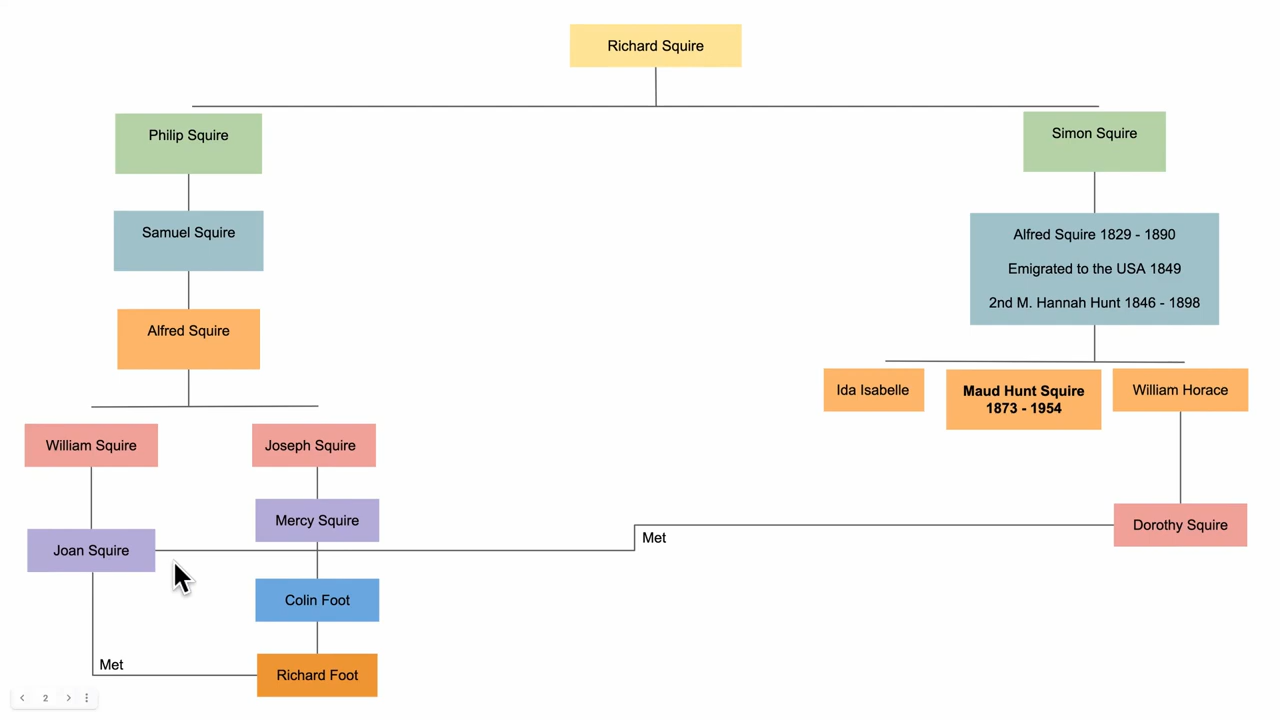 Richard Squire
Philip Squire
Simon Squire
Samuel Squire
Alfred Squire 1829 - 1890
Emigrated to the USA 1849
2nd M. Hannah Hunt 1846 - 1898
Alfred Squire
Ida Isabelle
Maud Hunt Squire
1873 - 1954
William Horace
William Squire
Joseph Squire
Mercy Squire
Dorothy Squire
Met
Joan Squire
Colin Foot
Met
Richard Foot
2